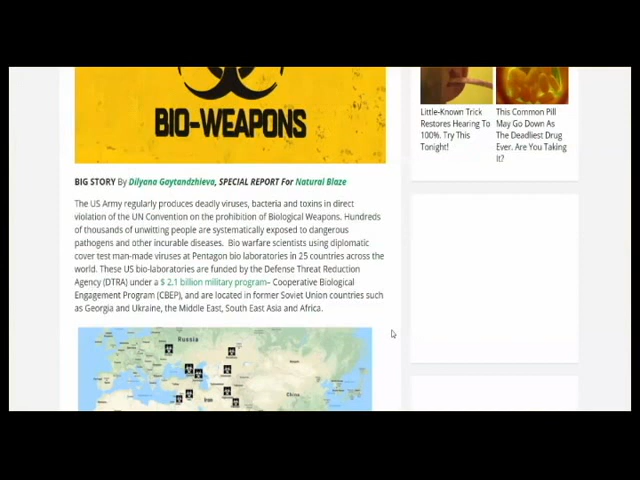 BIO-WEAPONS
Little-Known Trick
Restores Hearing To
100%. Try This
Tonight!
This Common Pill
May Go Down As
The Deadliest Drug
Ever. Are You Taking
It?
BIG STORY By Dilyana Gaytandzhieva, SPECIAL REPORT For Natural Blaze
The US Army regularly produces deadly viruses, bacteria and toxins in direct
violation of the UN Convention on the prohibition of Biological Weapons. Hundreds
of thousands of unwitting people are systematically exposed to dangerous
pathogens and other incurable diseases. Bio warfare scientists using diplomatic
cover test man-made viruses at Pentagon bio laboratories in 25 countries across the
world. These US bio-laboratories are funded by the Defense Threat Reduction
Agency (DTRA) under a $ 2.1 billion military program– Cooperative Biological
Engagement Program (CBEP), and are located in former Soviet Union countries such
as Georgia and Ukraine, the Middle East, South East Asia and Africa.
Russia
China
Iran